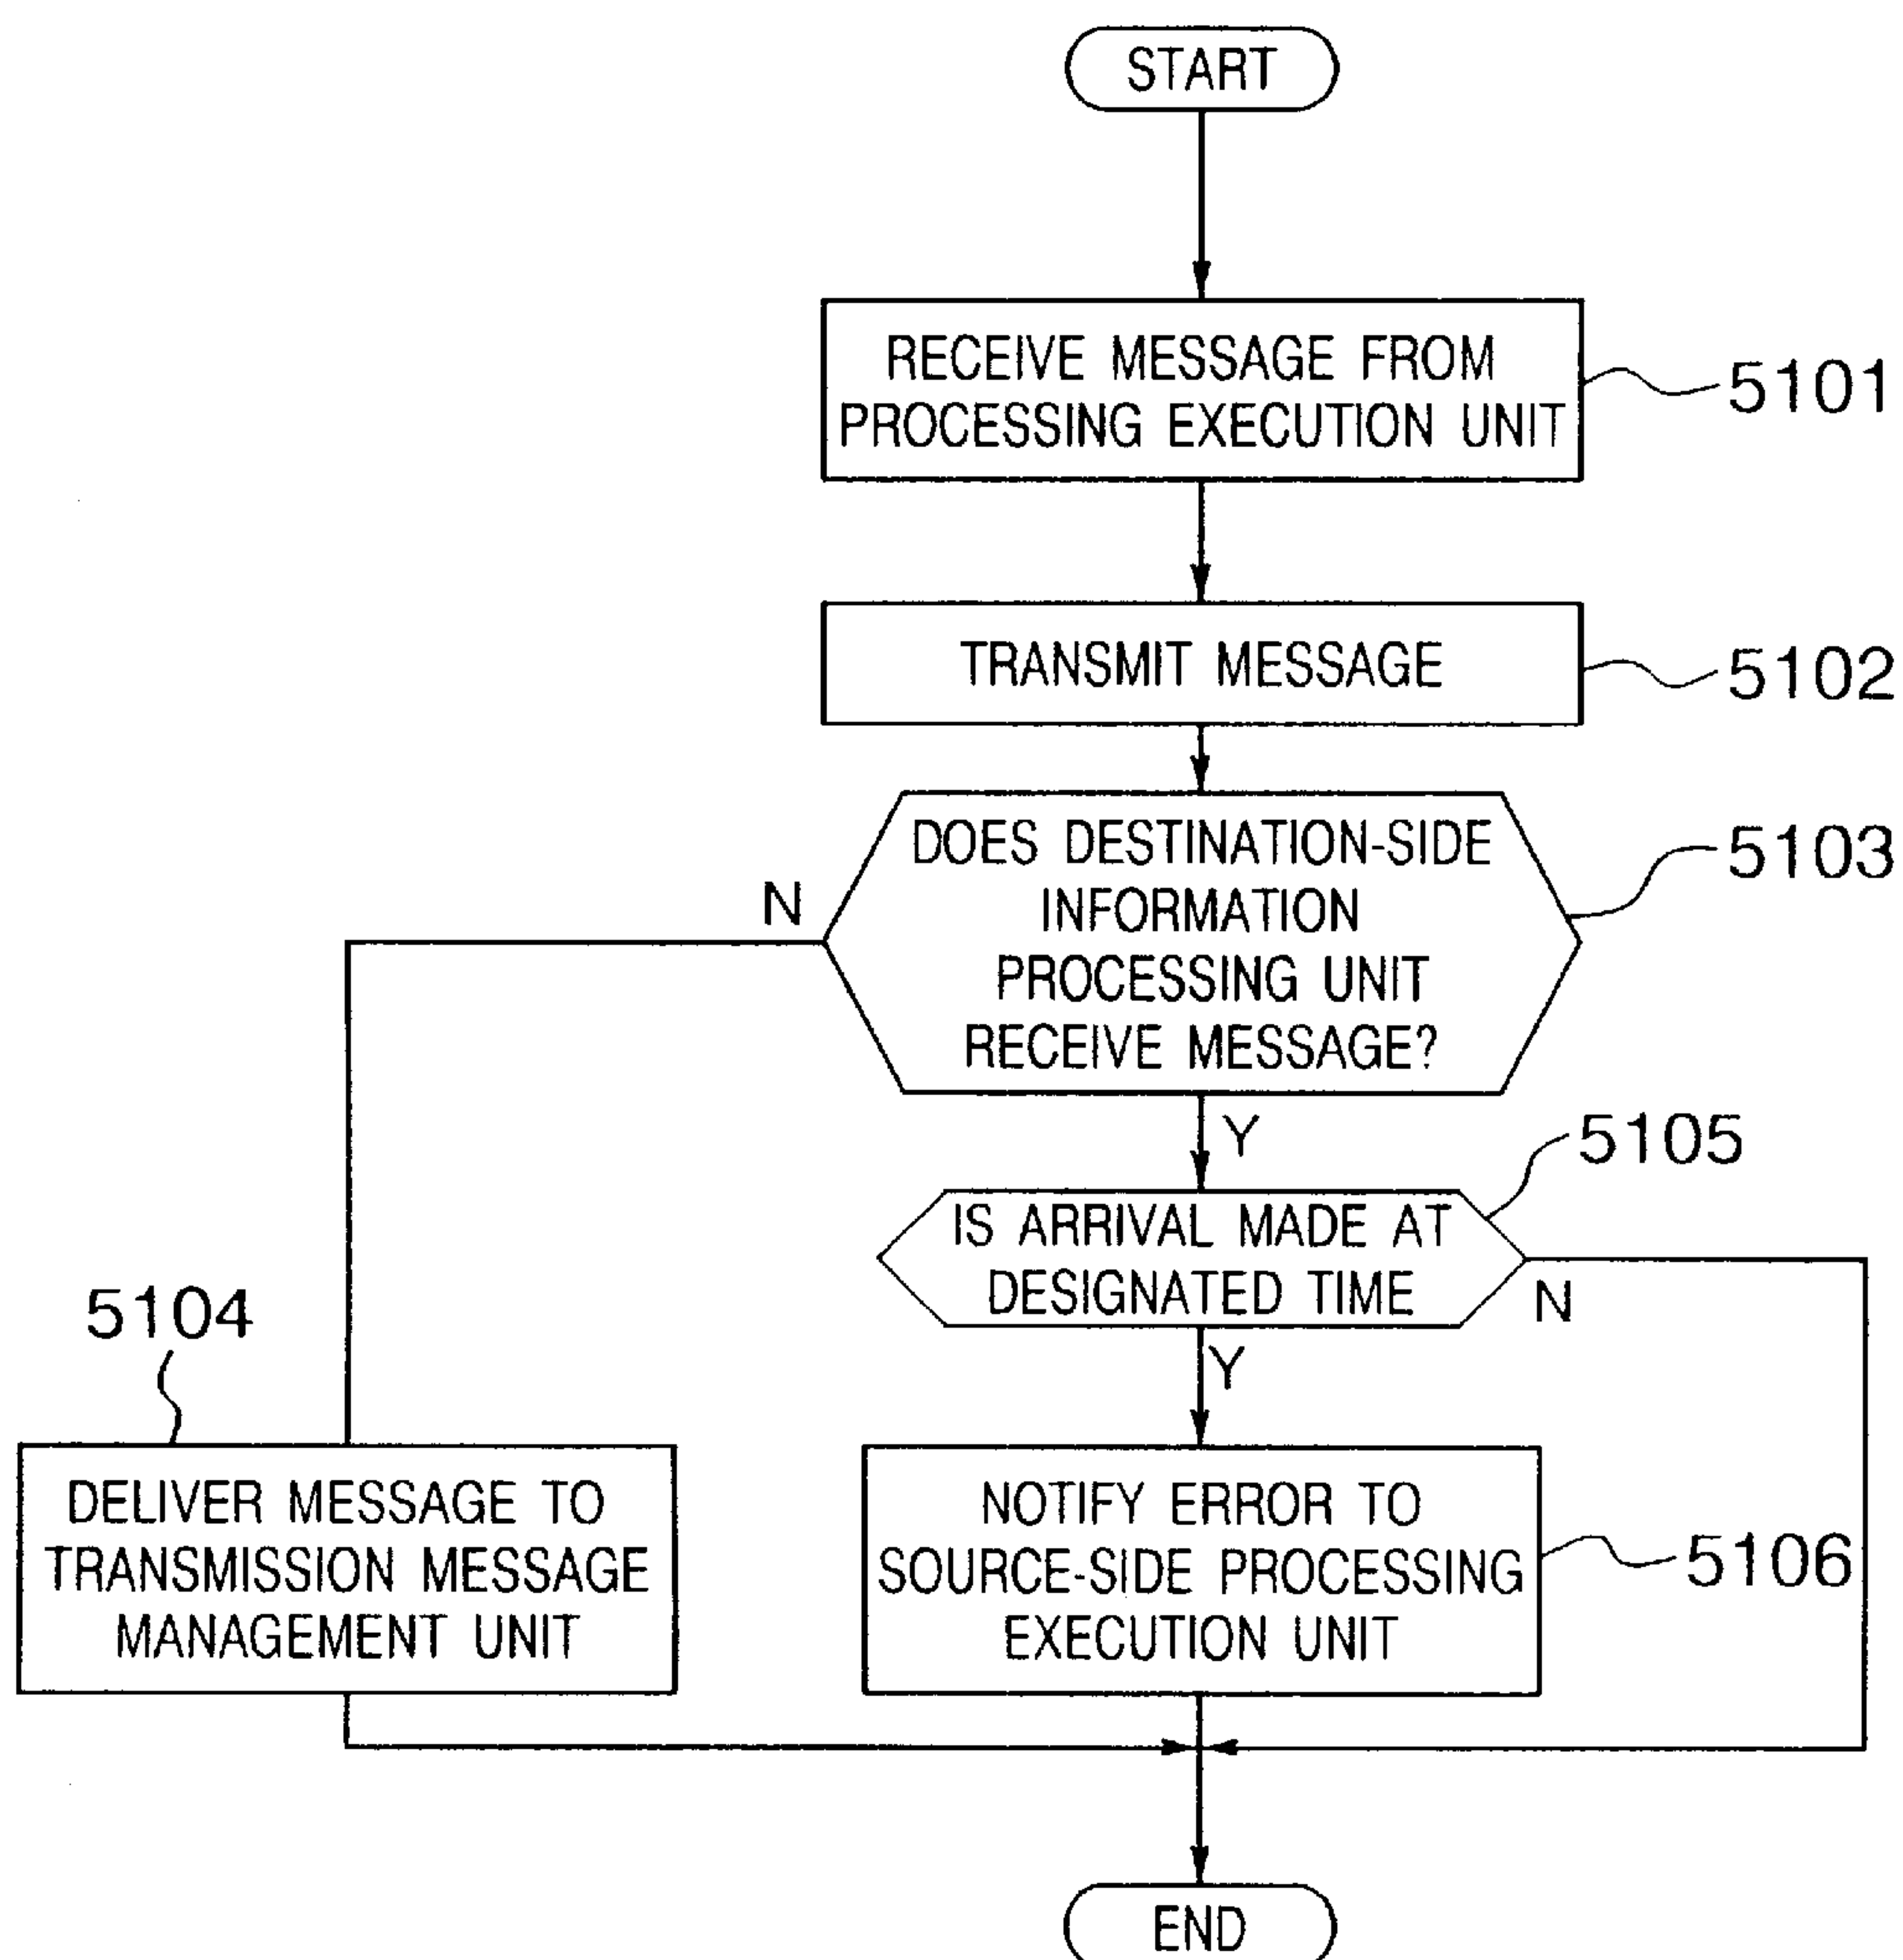 START
RECEIVE MESSAGE FROM
PROCESSING EXECUTION UNIT
5101
TRANSMIT MESSAGE
5102
DOES DESTINATION-SIDE
INFORMATION
PROCESSING UNIT
RECEIVE MESSAGE?
5103
N
Y
IS ARRIVAL MADE AT
DESIGNATED TIME
5105
N
Y
5104
DELIVER MESSAGE TO
TRANSMISSION MESSAGE
MANAGEMENT UNIT
NOTIFY ERROR TO
SOURCE-SIDE PROCESSING
EXECUTION UNIT
5106
END